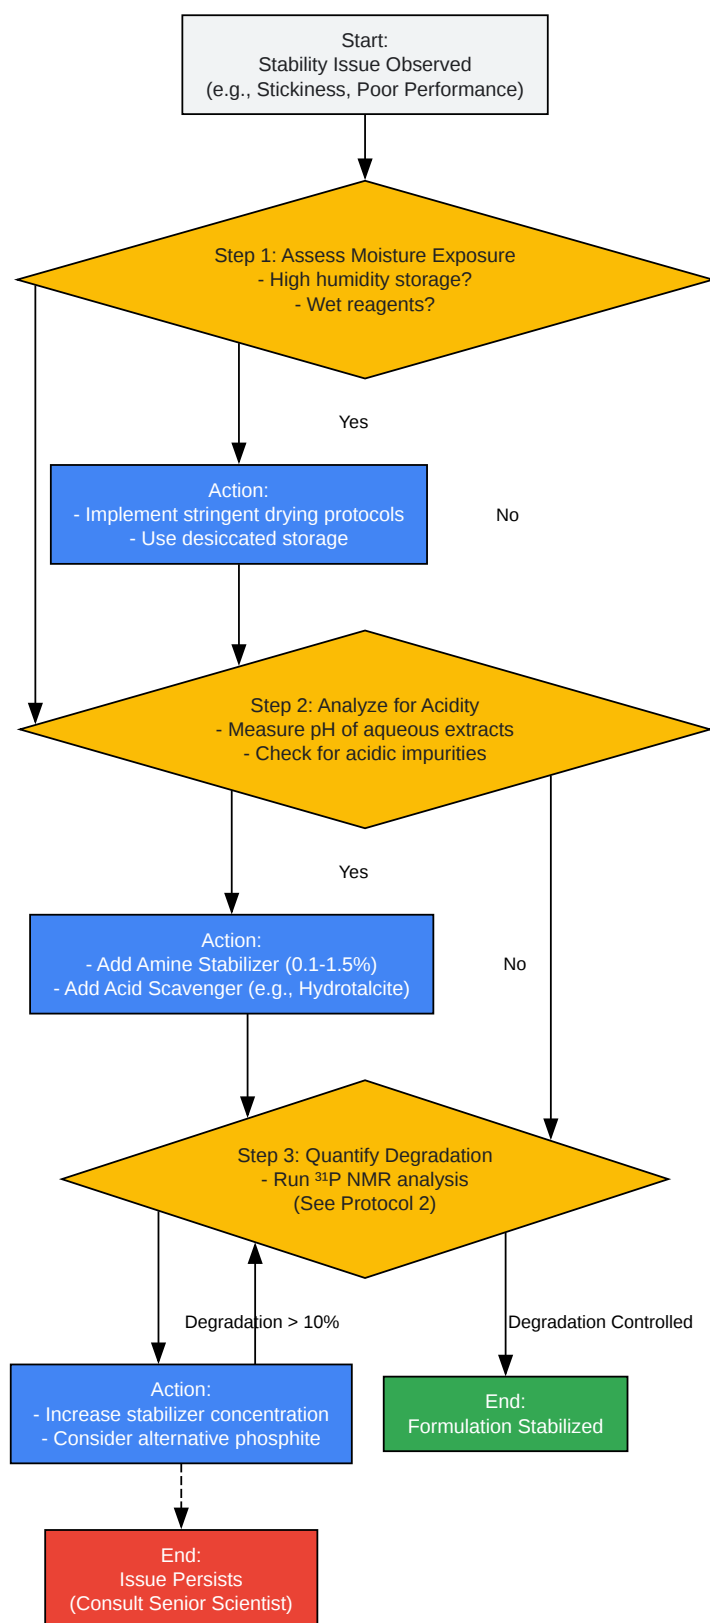 Start:
Stability Issue Observed
(e.g., Stickiness, Poor Performance)
Step 1: Assess Moisture Exposure
- High humidity storage?
- Wet reagents?
Yes
Action:
- Implement stringent drying protocols
- Use desiccated storage
No
Step 2: Analyze for Acidity
- Measure pH of aqueous extracts
- Check for acidic impurities
Yes
Action:
- Add Amine Stabilizer (0.1-1.5%)
- Add Acid Scavenger (e.g., Hydrotalcite)
No
Step 3: Quantify Degradation
- Run ³¹P NMR analysis
(See Protocol 2)
Degradation > 10%
Degradation Controlled
Action:
- Increase stabilizer concentration
- Consider alternative phosphite
End:
Formulation Stabilized
End:
Issue Persists
(Consult Senior Scientist)